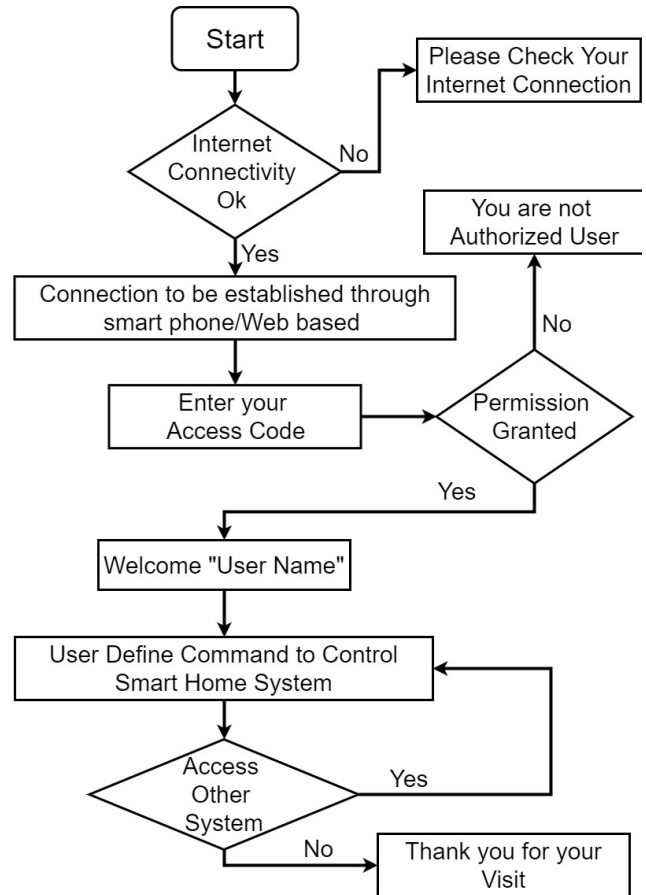 Start
Please Check Your
Internet Connection
Internet
Connectivity
Ok
No
Yes
You are not
Authorized User
Connection to be established through
smart phone/Web based
No
Enter your
Access Code
Permission
Granted
Yes
Welcome "User Name"
User Define Command to Control
Smart Home System
Access
Other
System
Yes
No
Thank you for your
Visit